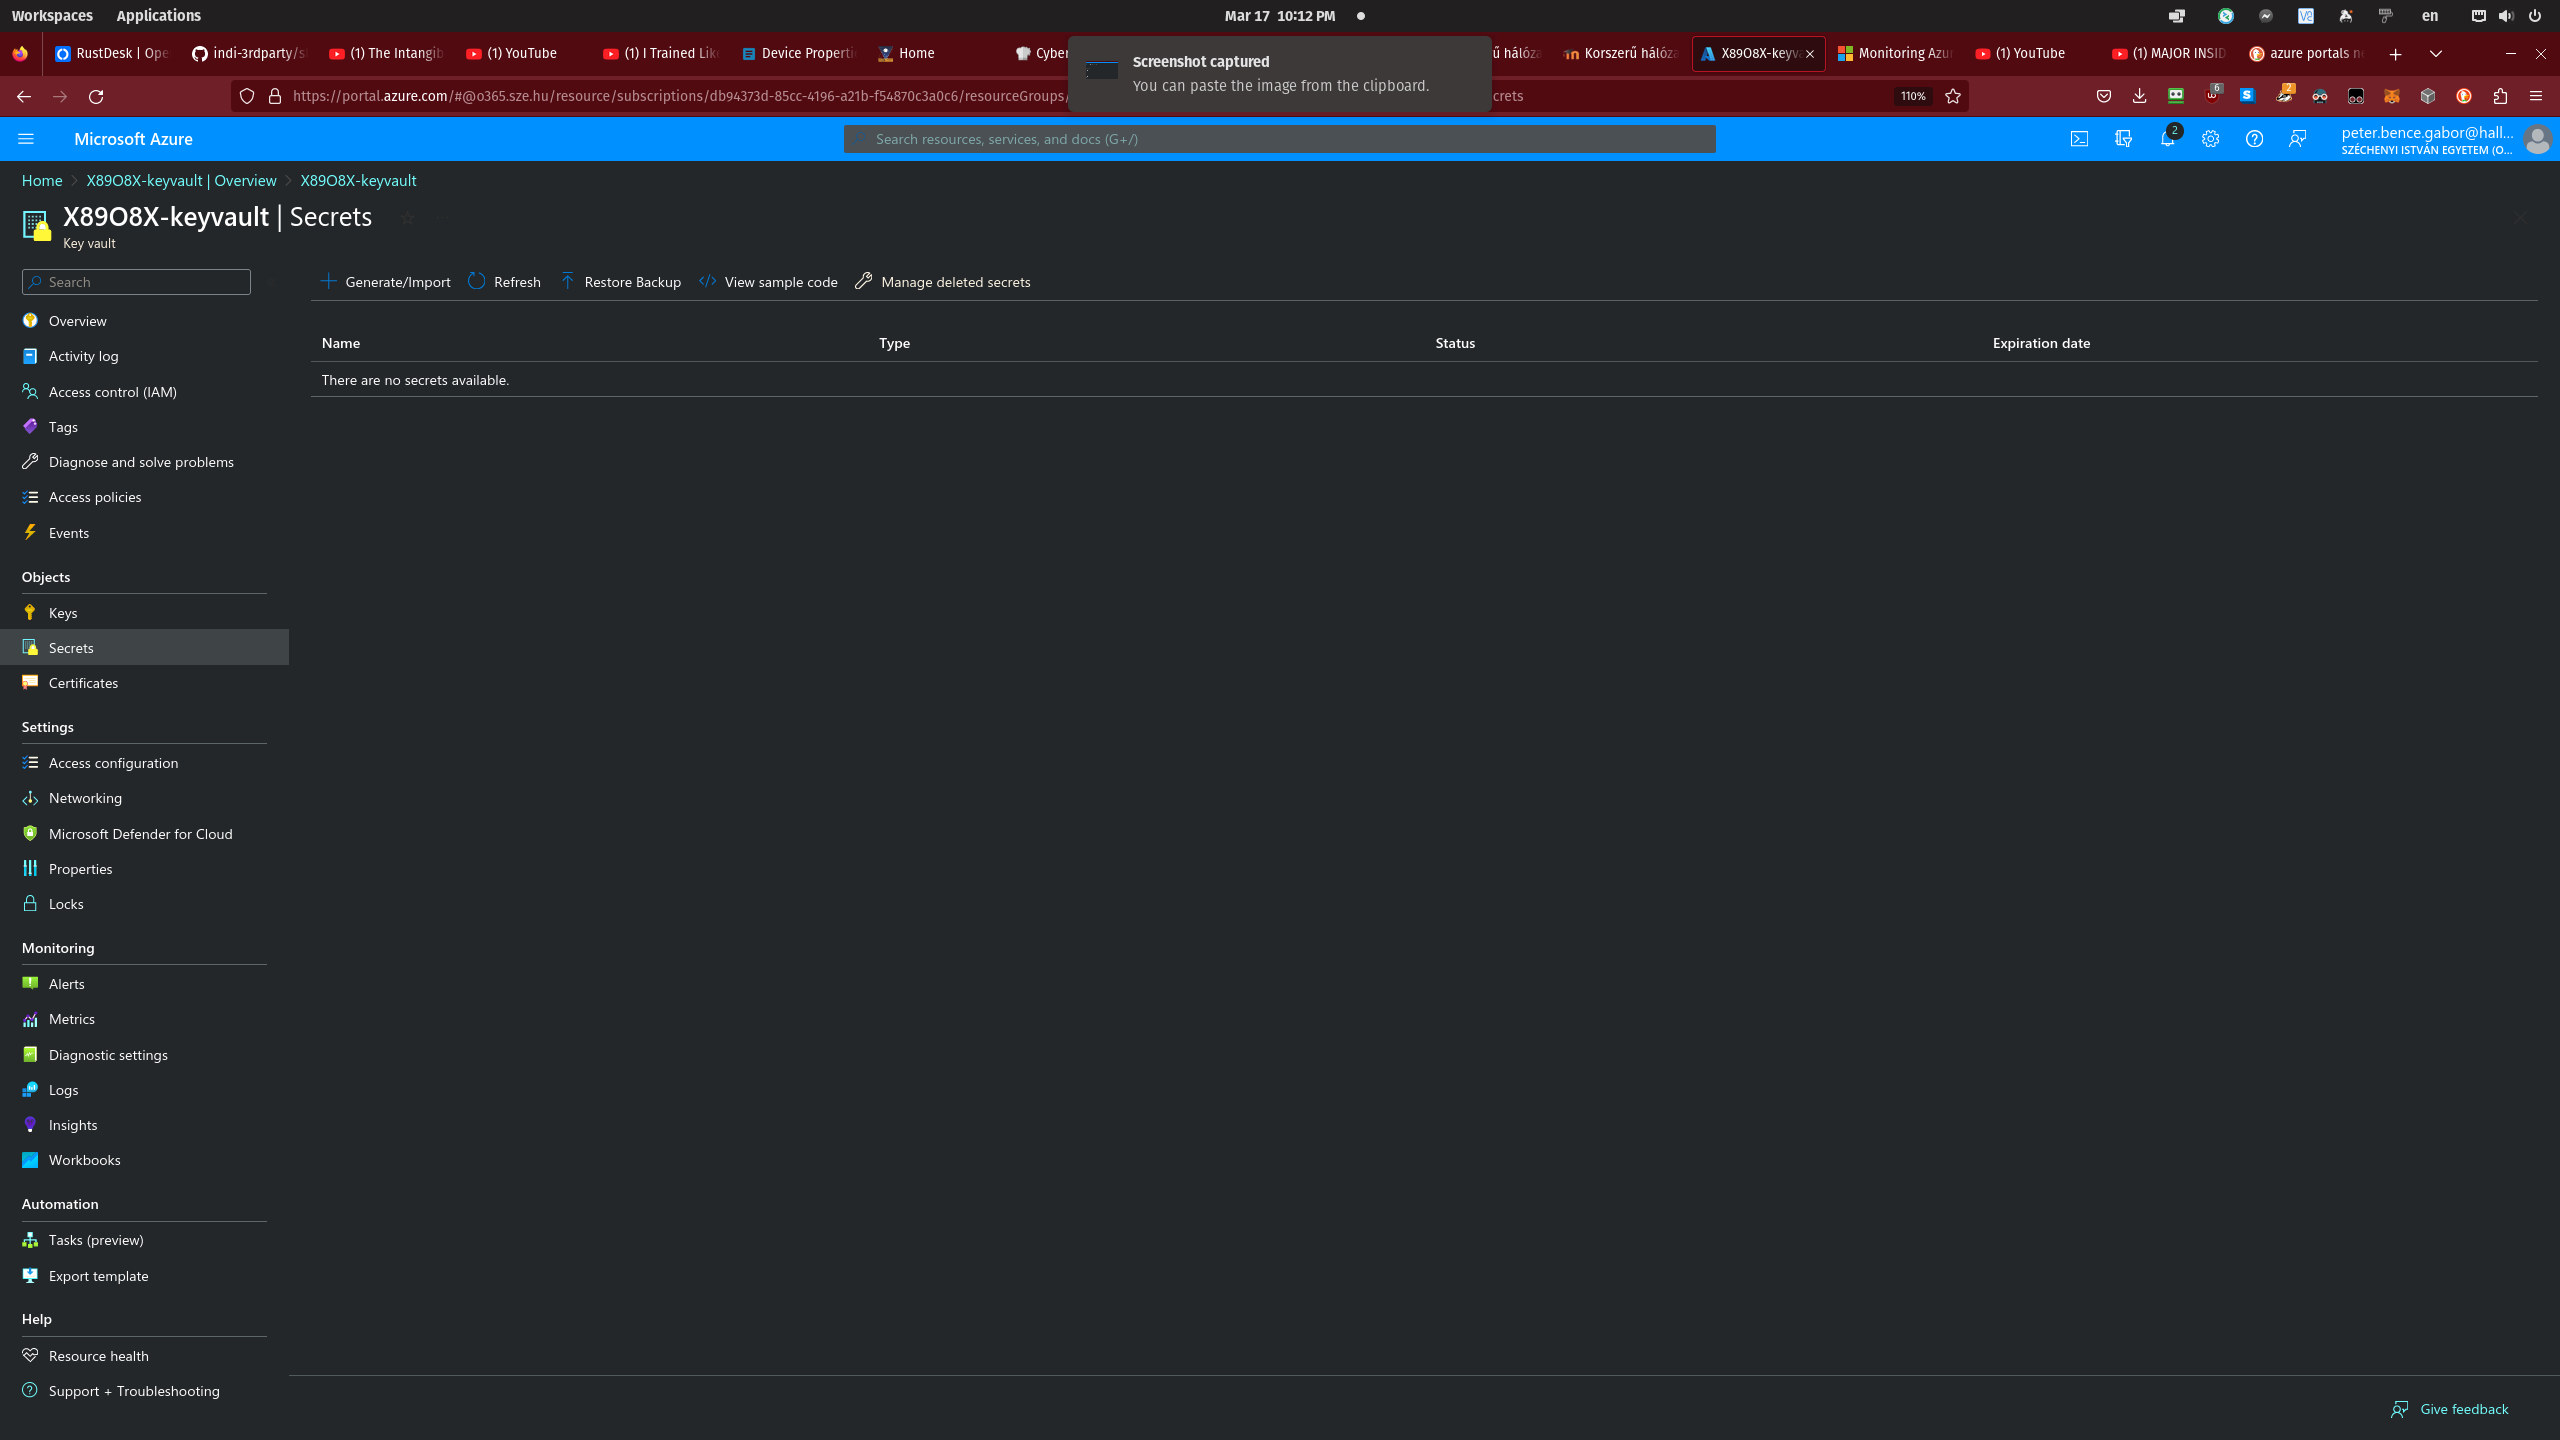 Workspaces Applications Mar 17 10:12 PM en
RustDesk | Ope indi-3rdparty/s (1) The Intangib (1) YouTube (1) I Trained Like Device Properti Home Cyber ű hálóza Korszerű hálóza X89O8X-keyva Monitoring Azur (1) YouTube (1) MAJOR INSID azure portals n
Screenshot captured
You can paste the image from the clipboard.
https://portal.azure.com/#@o365.sze.hu/resource/subscriptions/db94373d-85cc-4196-a21b-f54870c3a0c6/resourceGroups/ crets 110% 6 2
Microsoft Azure Search resources, services, and docs (G+/) 2 peter.bence.gabor@hall...
SZÉCHENYI ISTVÁN EGYETEM (O...
Home X89O8X-keyvault | Overview X89O8X-keyvault
X89O8X-keyvault | Secrets
Key vault
Search
Generate/Import Refresh Restore Backup View sample code Manage deleted secrets
Name Type Status Expiration date
There are no secrets available.
Overview
Activity log
Access control (IAM)
Tags
Diagnose and solve problems
Access policies
Events
Objects
Keys
Secrets
Certificates
Settings
Access configuration
Networking
Microsoft Defender for Cloud
Properties
Locks
Monitoring
Alerts
Metrics
Diagnostic settings
Logs
Insights
Workbooks
Automation
Tasks (preview)
Export template
Help
Resource health
Support + Troubleshooting
Give feedback